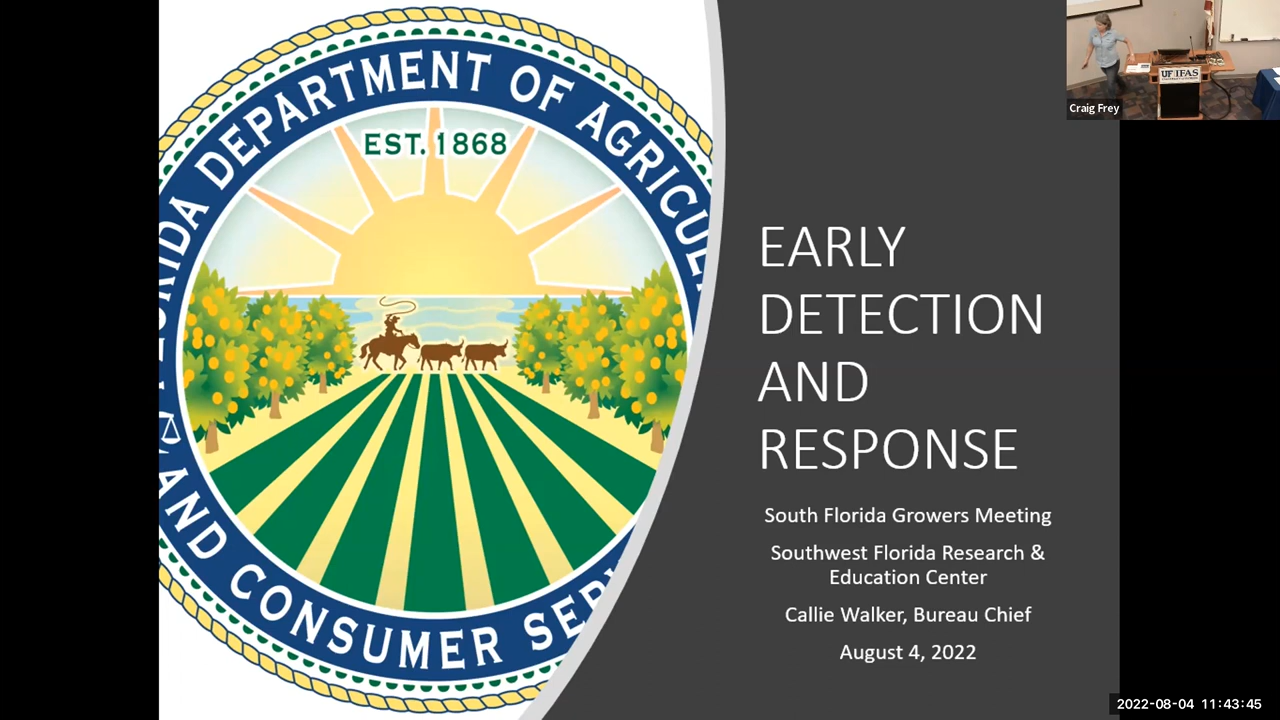 FLORIDA DEPARTMENT OF AGRICUL
AND CONSUMER SER
EST. 1868
EARLY
DETECTION
AND
RESPONSE
South Florida Growers Meeting
Southwest Florida Research &
Education Center
Callie Walker, Bureau Chief
August 4, 2022
UF IFAS
Craig Frey
2022-08-04 11:43:45